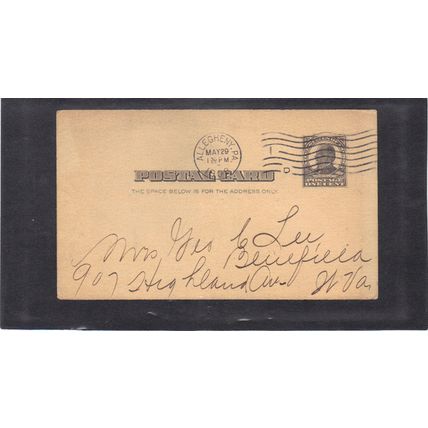 ALLEGHENY, PA.
MAY 29
PM
1
D
POSTAGE
ONE CENT
POSTAL CARD
THE SPACE BELOW IS FOR THE ADDRESS ONLY.
Mrs Geo C Lee
907 Highland Ave
W Va